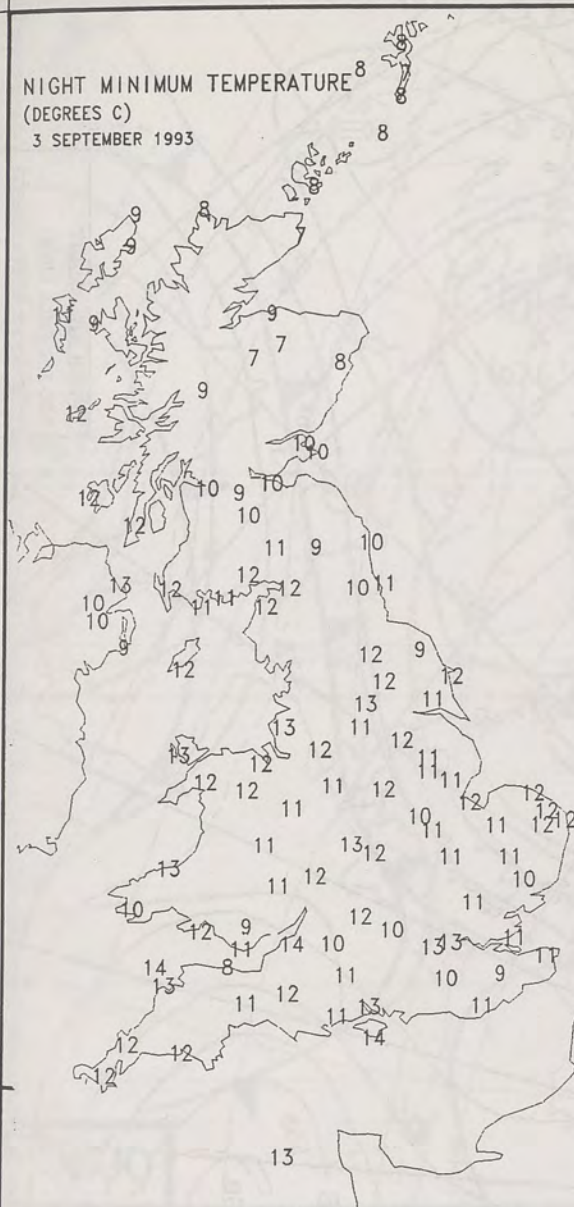 8
NIGHT MINIMUM TEMPERATURE 8
(DEGREES C)
8
3 SEPTEMBER 1993
8
8
9 8
9
9
9
7 7
9 8
12
10
10
10 10
12 9
12 10
11 9 10
12
13 12 12 10 11
10 11 11 12
10
9 12 9
12 12 12
13 11
13 11
13 12 12
12 11
12 12 11 12 11 11
11 10 12 12 12
11 11 12 12
11 13 12 11 11
13 11 12 10
10 12 11
12 9 11 14 10 10 13 13 11
14 8 11
13 11 10 9
11 12 11 13 11
14
12 12
12
13